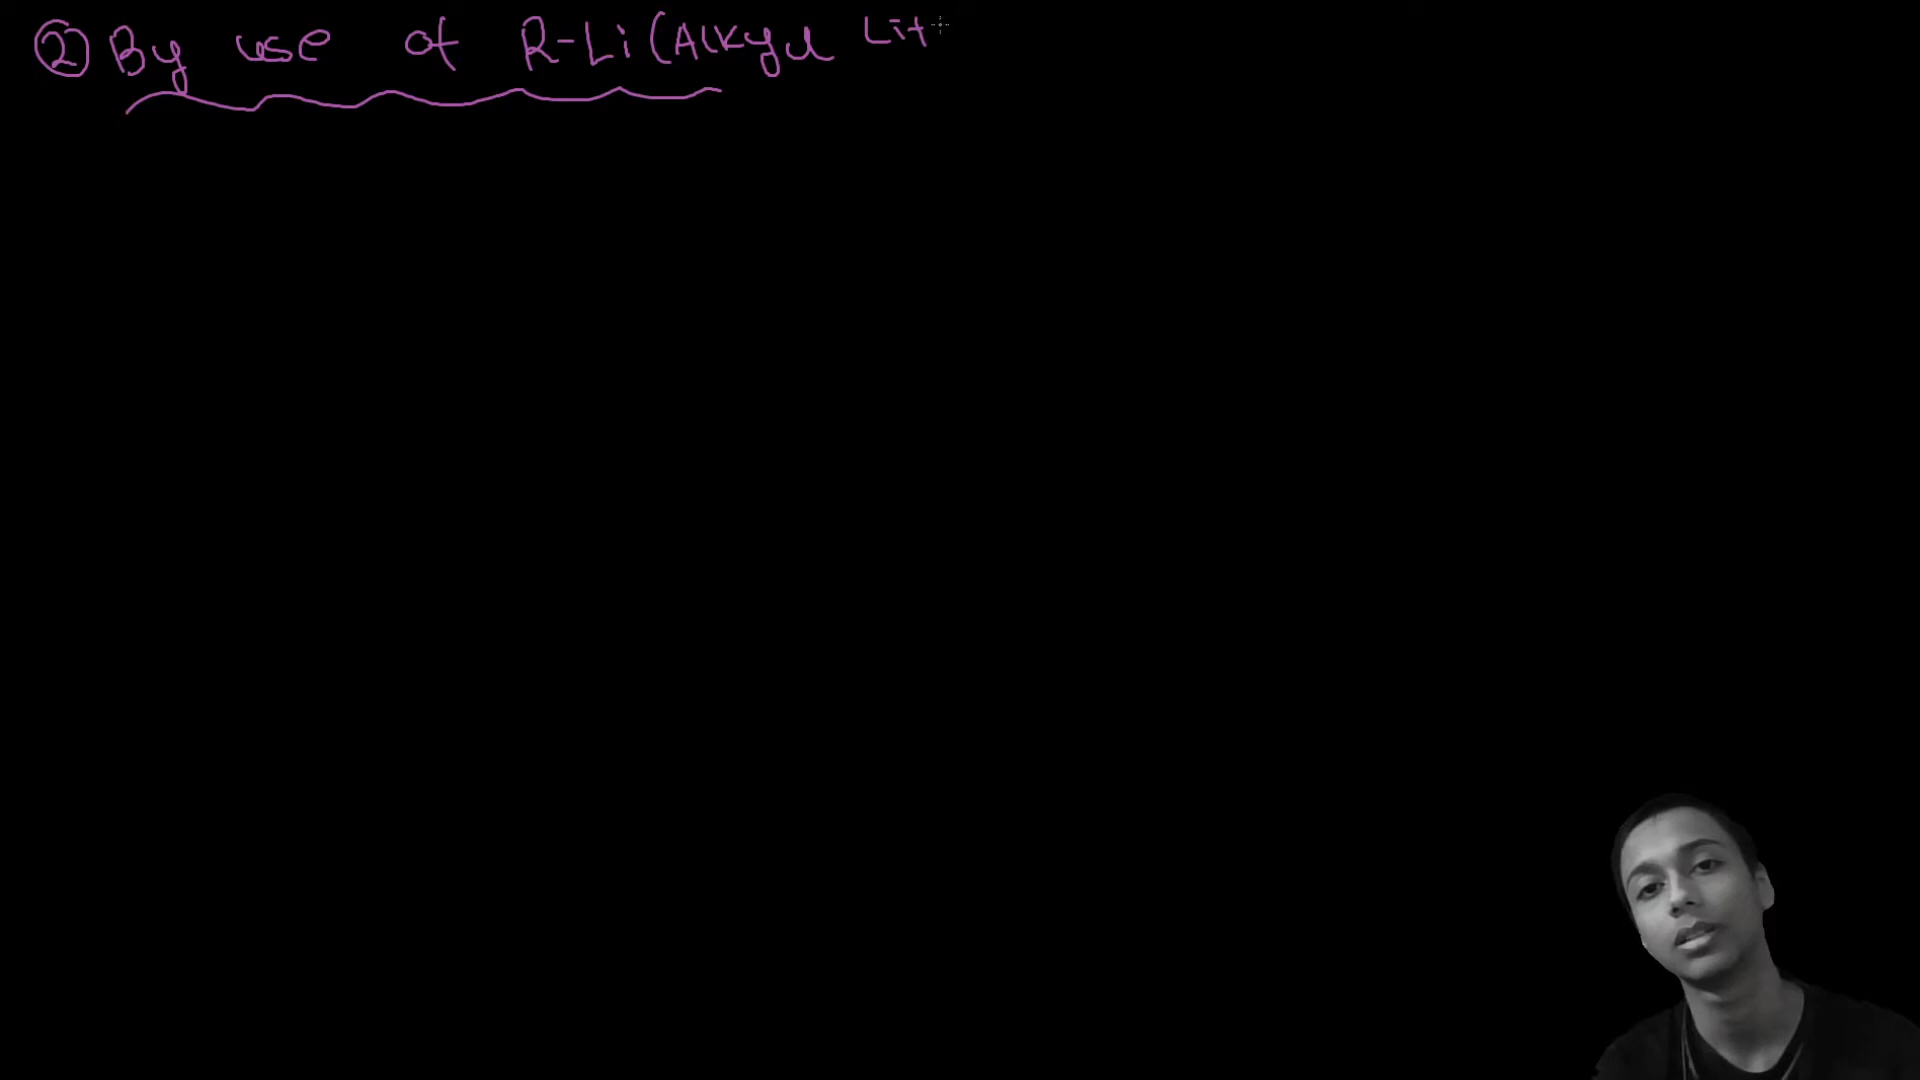 ② By use of R-Li (Alkyl Lit